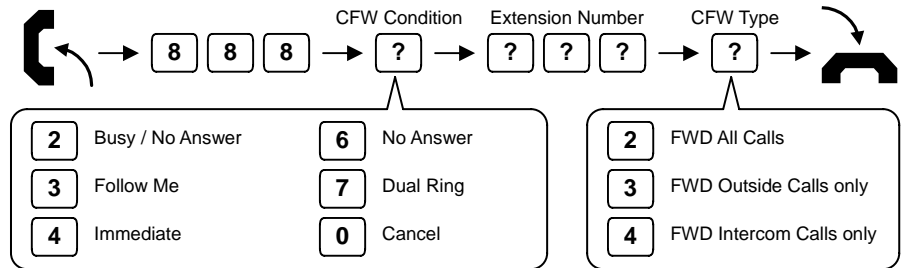 CFW Condition Extension Number CFW Type
8 8 8 ? ? ? ? ?
2 Busy / No Answer 6 No Answer 2 FWD All Calls
3 Follow Me 7 Dual Ring 3 FWD Outside Calls only
4 Immediate 0 Cancel 4 FWD Intercom Calls only